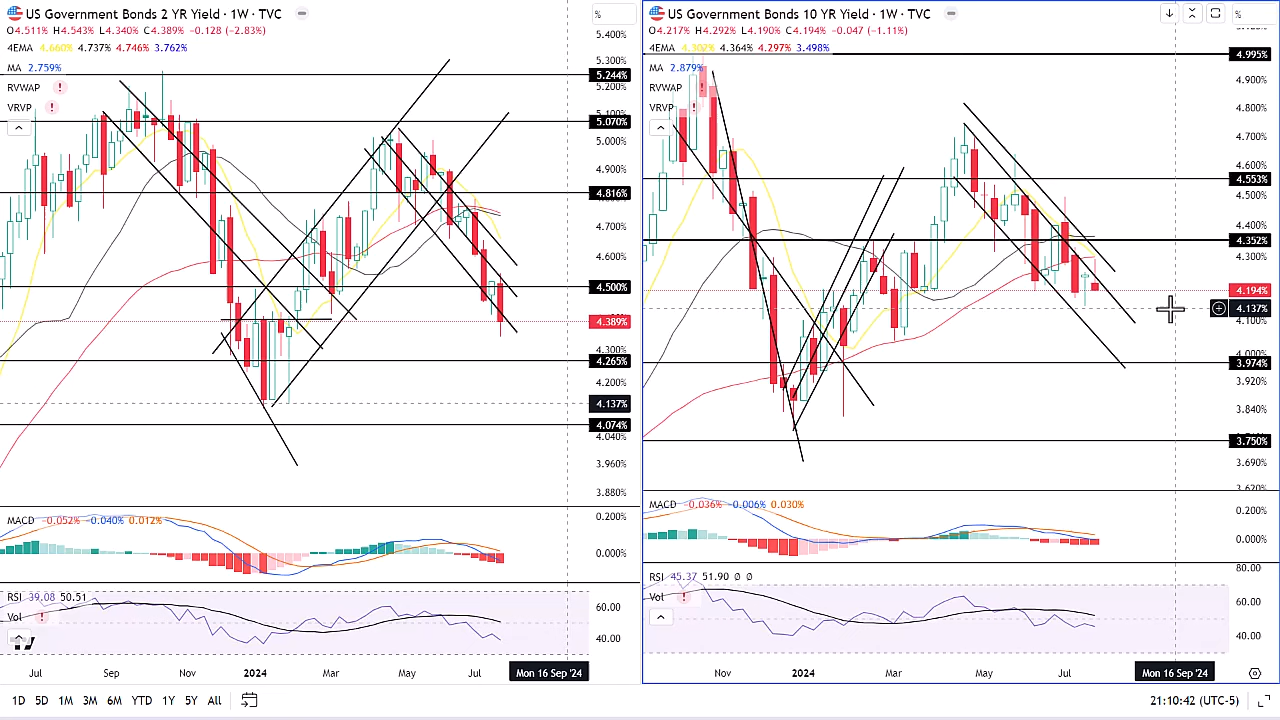 US Government Bonds 2 YR Yield · 1W · TVC
O4.511% H4.543% L4.340% C4.389% −0.128 (−2.83%)
4EMA 4.660% 4.737% 4.746% 3.762%
MA 2.759%
RVWAP !
VRVP !
%
5.400%
5.300%
5.244%
5.200%
5.070%
5.000%
4.900%
4.816%
4.700%
4.600%
4.500%
4.389%
4.300%
4.265%
4.200%
4.137%
4.074%
4.040%
3.960%
3.880%
MACD −0.052% −0.040% 0.012%
0.200%
0.000%
RSI 39.08 50.51
Vol !
60.00
40.00
Jul Sep Nov 2024 Mar May Jul Mon 16 Sep '24
US Government Bonds 10 YR Yield · 1W · TVC
O4.217% H4.292% L4.190% C4.194% −0.047 (−1.11%)
4EMA 4.307% 4.364% 4.297% 3.498%
MA 2.879%
RVWAP !
VRVP !
%
4.995%
4.900%
4.800%
4.700%
4.600%
4.553%
4.500%
4.400%
4.352%
4.300%
4.194%
4.137%
4.100%
4.000%
3.974%
3.920%
3.840%
3.750%
3.690%
3.620%
MACD −0.036% −0.006% 0.030%
0.200%
0.000%
RSI 45.37 51.90 Ø Ø
Vol !
80.00
60.00
40.00
Nov 2024 Mar May Jul Mon 16 Sep '24
1D 5D 1M 3M 6M YTD 1Y 5Y All
21:10:42 (UTC-5)